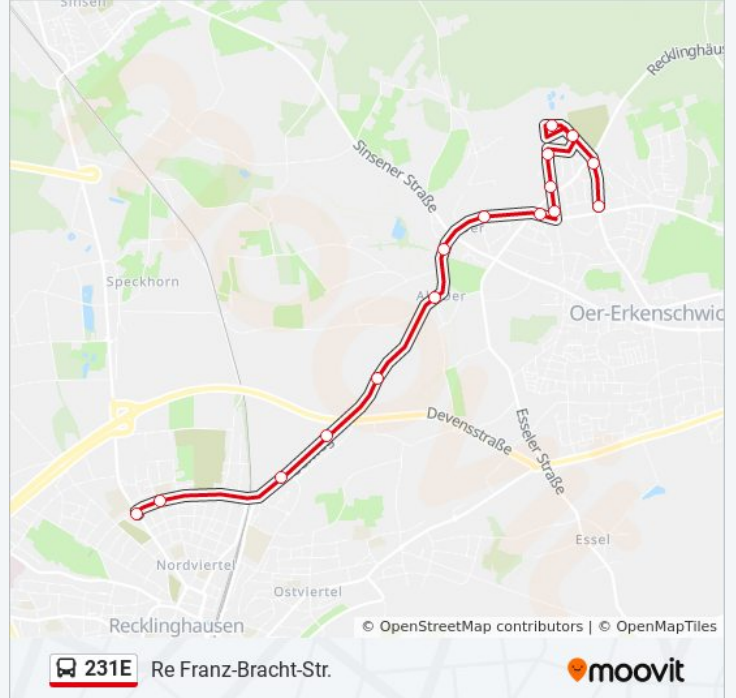 Sinsen
Recklinghäus
Sinsener Straße
Speckhorn
Oer-Erkenschwic
Devensstraße
Esseler Straße
Essel
Nordviertel
Ostviertel
Recklinghausen
© OpenStreetMap contributors | © OpenMapTiles
231E Re Franz-Bracht-Str.
moovit